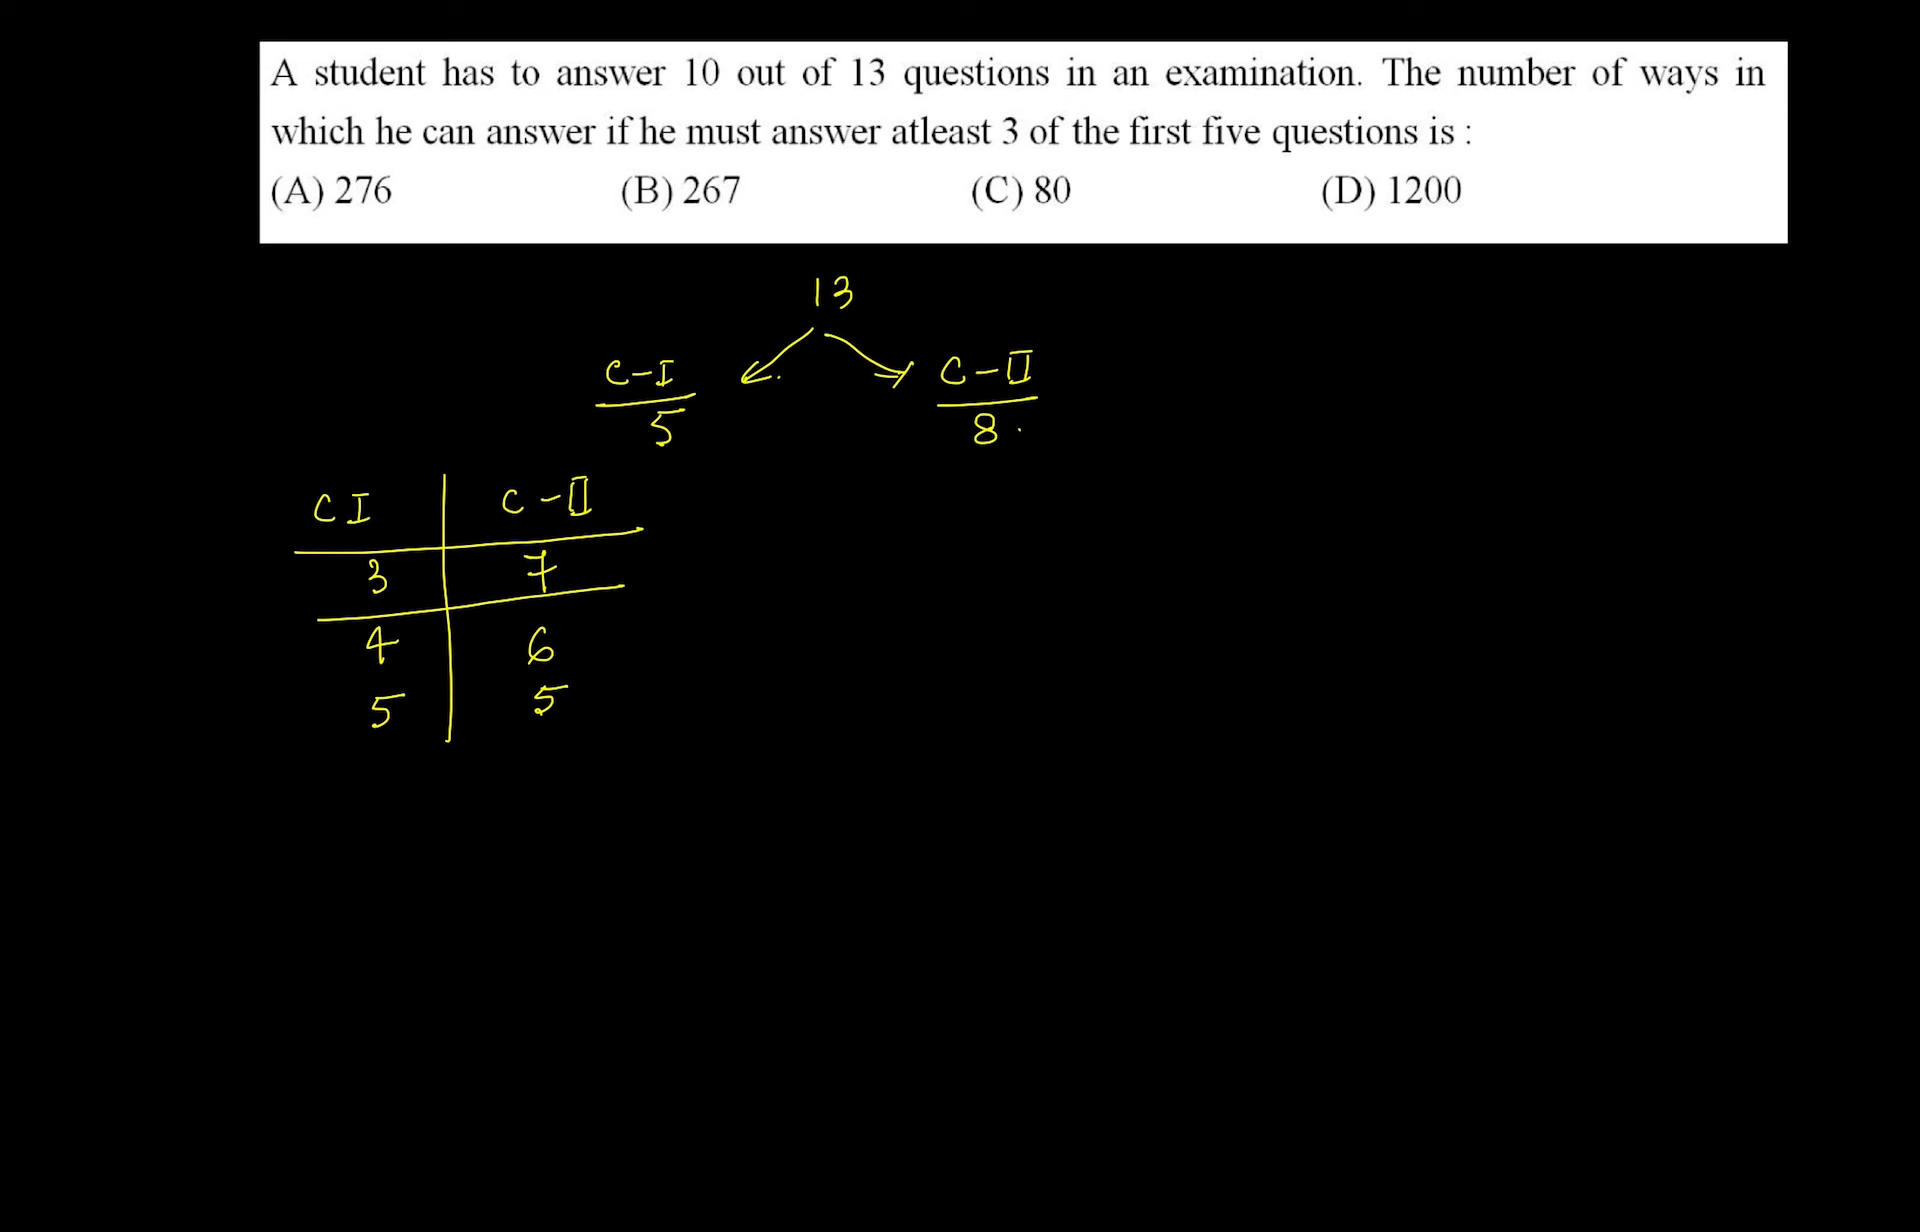 A student has to answer 10 out of 13 questions in an examination. The number of ways in
which he can answer if he must answer atleast 3 of the first five questions is :
(A) 276 (B) 267 (C) 80 (D) 1200
13
C-I C-II
5 8
CI C-II
3 7
4 6
5 5